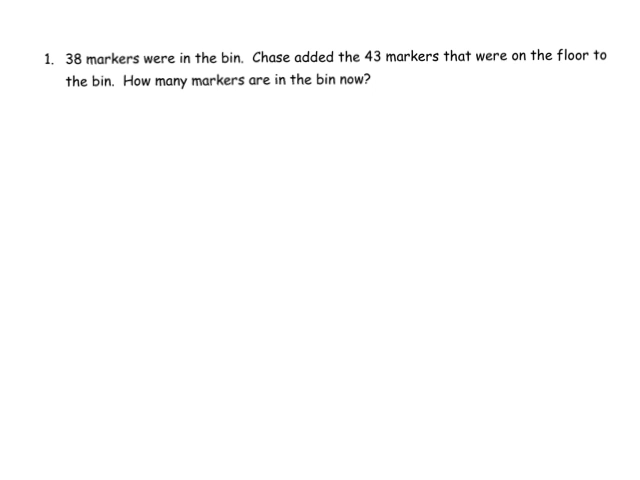 1. 38 markers were in the bin. Chase added the 43 markers that were on the floor to
the bin. How many markers are in the bin now?